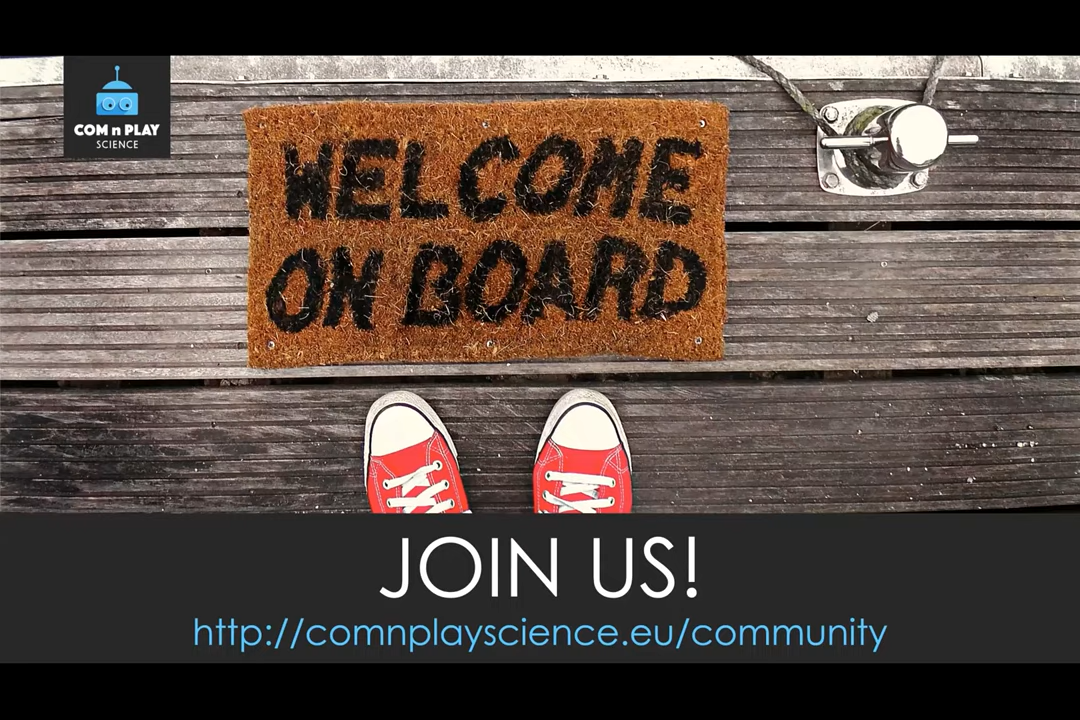 COM n PLAY
SCIENCE
WELCOME
ON BOARD
JOIN US!
http://comnplayscience.eu/community